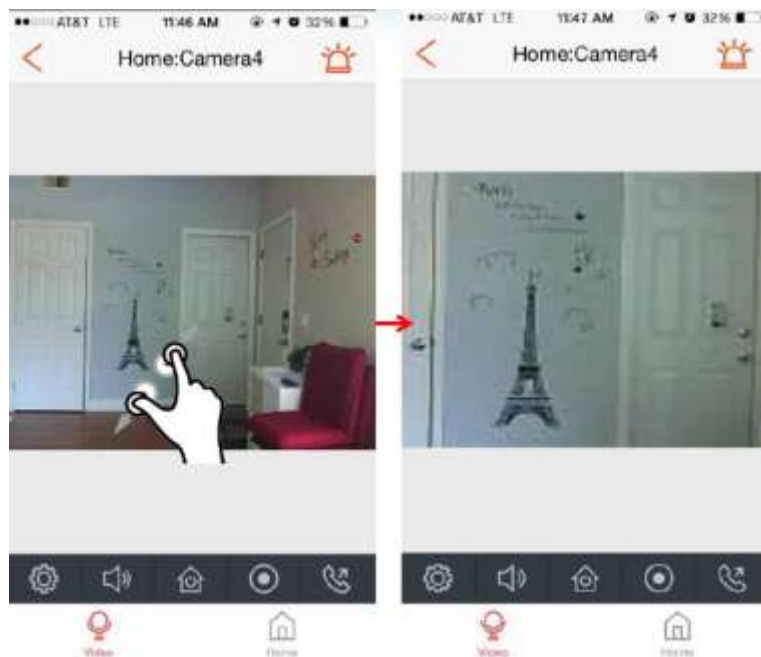 AT&T LTE 11:46 AM 32%
Home:Camera4
Video
Home
AT&T LTE 11:47 AM 32%
Home:Camera4
Paris
Video
Home